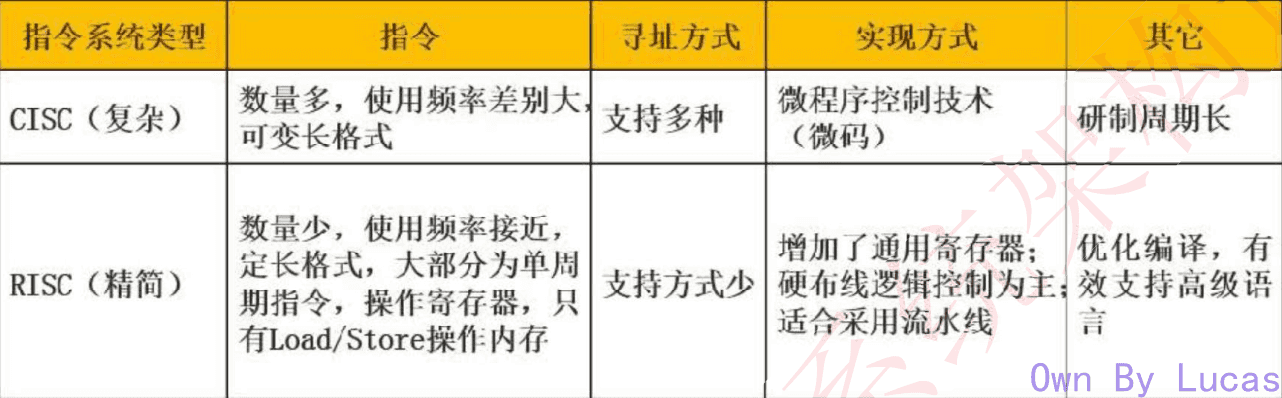 指令系统类型 指令 寻址方式 实现方式 其它
CISC（复杂）
数量多，使用频率差别大，
可变长格式
支持多种
微程序控制技术
（微码）
研制周期长
RISC（精简）
数量少，使用频率接近，
定长格式，大部分为单周
期指令，操作寄存器，只
有Load/Store操作内存
支持方式少
增加了通用寄存器；
硬布线逻辑控制为主；
适合采用流水线
优化编译，有
效支持高级语
言
系统架构
Own By Lucas